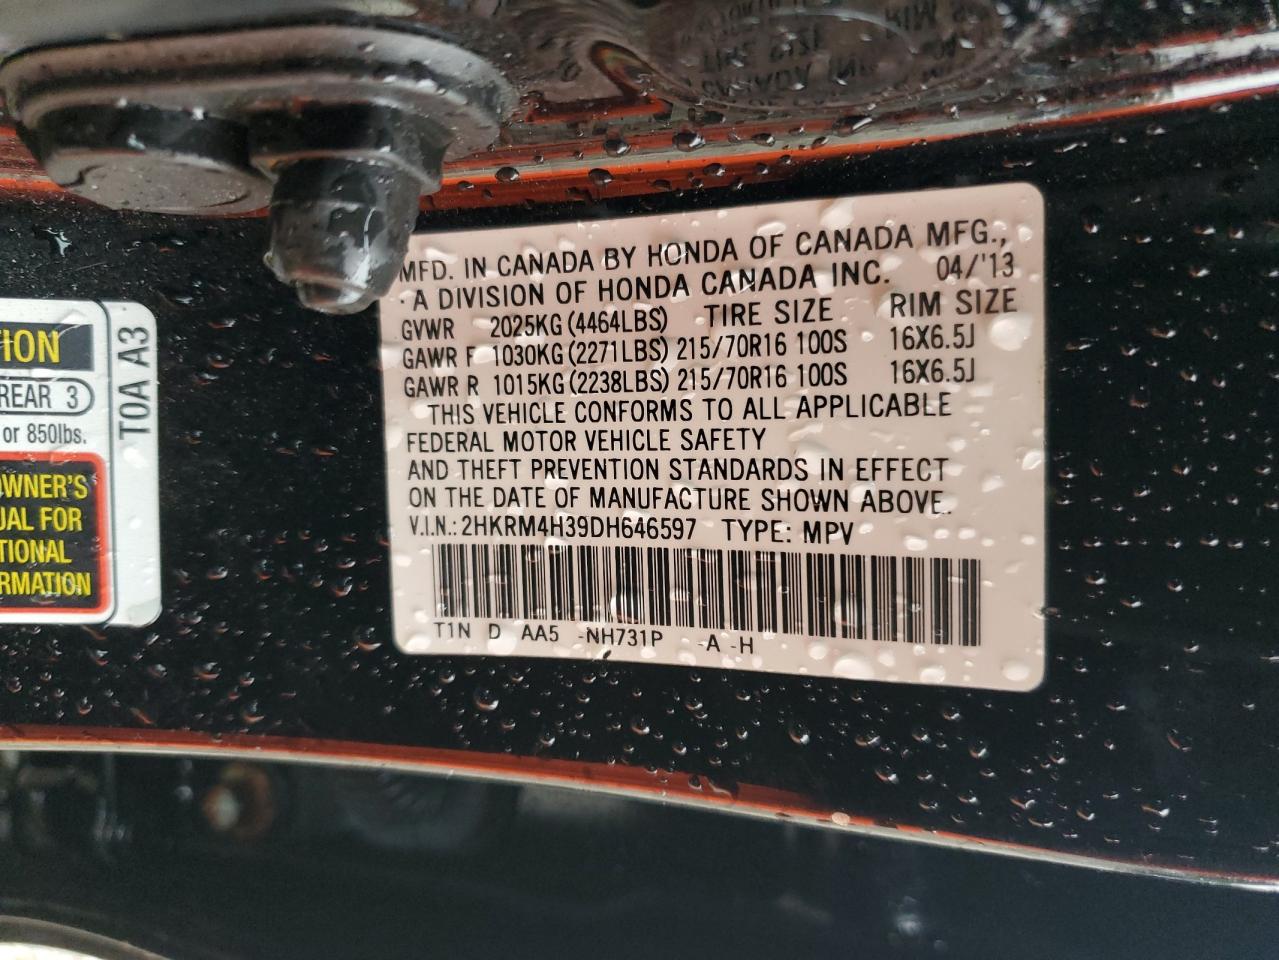 MFD. IN CANADA BY HONDA OF CANADA MFG.,
A DIVISION OF HONDA CANADA INC. 04/'13
GVWR 2025KG (4464LBS) TIRE SIZE RIM SIZE
GAWR F 1030KG (2271LBS) 215/70R16 100S 16X6.5J
GAWR R 1015KG (2238LBS) 215/70R16 100S 16X6.5J
THIS VEHICLE CONFORMS TO ALL APPLICABLE
FEDERAL MOTOR VEHICLE SAFETY
AND THEFT PREVENTION STANDARDS IN EFFECT
ON THE DATE OF MANUFACTURE SHOWN ABOVE.
V.I.N.: 2HKRM4H39DH646597 TYPE: MPV
T1N D AA5 -NH731P -A -H
TION
REAR 3
or 850lbs.
OWNER'S
UAL FOR
TIONAL
RMATION
T0A A3